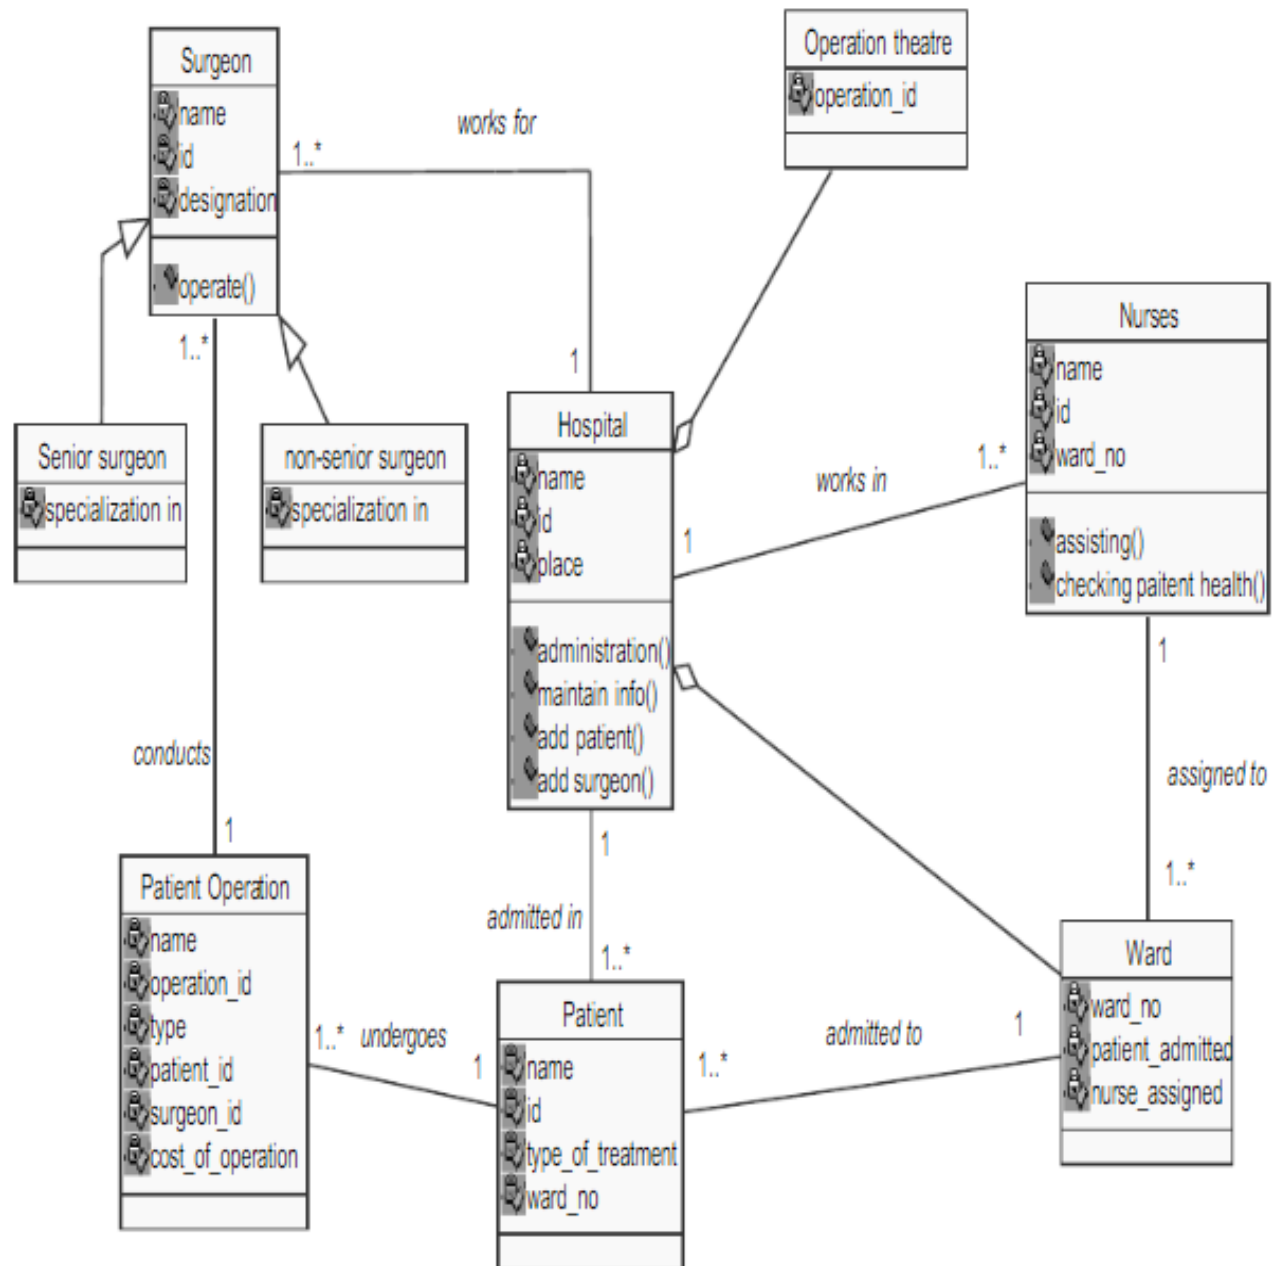 Surgeon
name
id
designation
operate()
works for
1..*
1
Operation theatre
operation_id
Nurses
name
id
ward_no
assisting()
checking paitent health()
Senior surgeon
specialization in
non-senior surgeon
specialization in
1..*
Hospital
name
id
place
administration()
maintain info()
add patient()
add surgeon()
works in
1..*
1
1
assigned to
1..*
conducts
1
Patient Operation
name
operation_id
type
patient_id
surgeon_id
cost_of_operation
1
admitted in
1..*
1..* undergoes
1
Patient
name
id
type_of_treatment
ward_no
admitted to
1..*
1
Ward
ward_no
patient_admitted
nurse_assigned